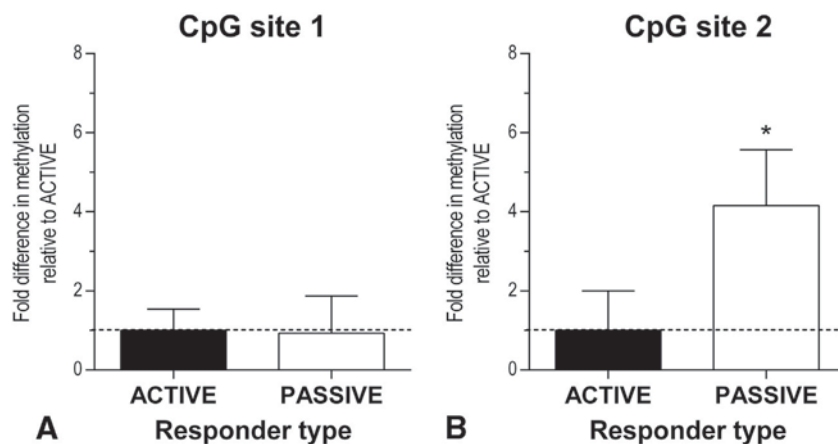 CpG site 1
Fold difference in methylation
relative to ACTIVE
8
6
4
2
0
ACTIVE PASSIVE
A Responder type
CpG site 2
Fold difference in methylation
relative to ACTIVE
8
6
4
2
0
*
ACTIVE PASSIVE
B Responder type